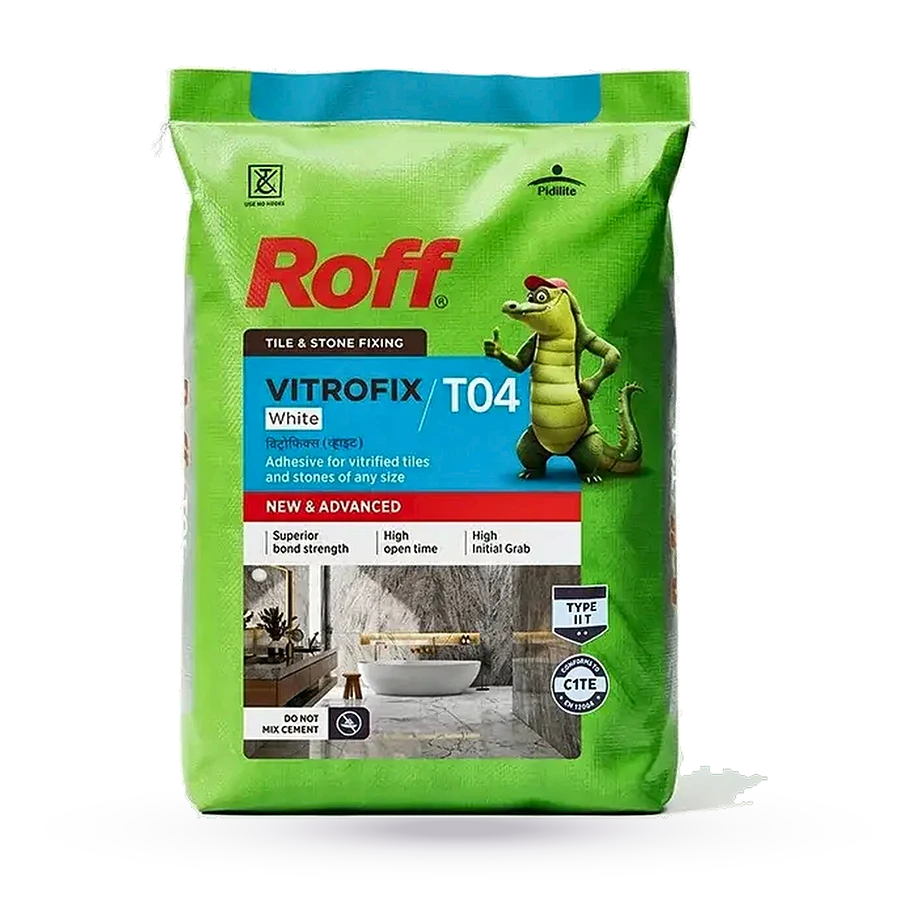 USE NO HOOKS
Pidilite
Roff®
TILE & STONE FIXING
VITROFIX / T04
White
विट्रोफिक्स (व्हाइट)
Adhesive for vitrified tiles
and stones of any size
NEW & ADVANCED
Superior
bond strength
High
open time
High
Initial Grab
TYPE
II T
CONFORMS TO
C1TE
EN 12004
DO NOT
MIX CEMENT